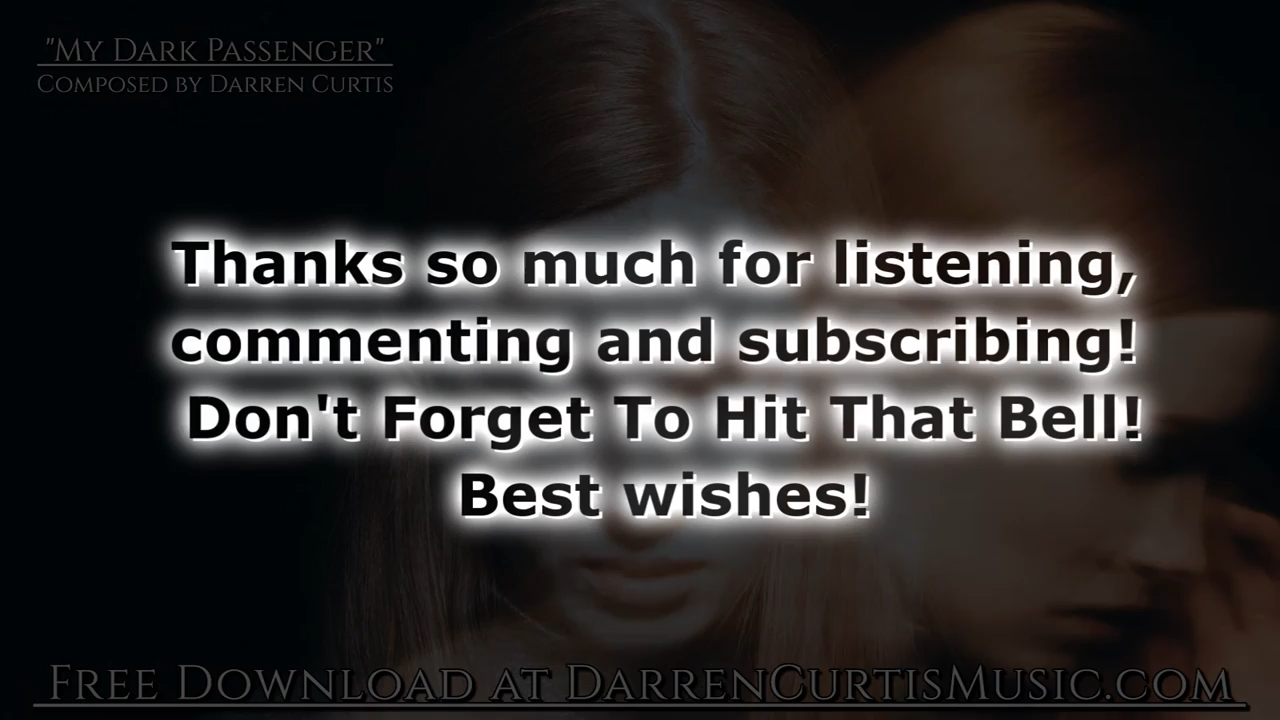 "My Dark Passenger"
Composed by Darren Curtis
Thanks so much for listening,
commenting and subscribing!
Don't Forget To Hit That Bell!
Best wishes!
Free Download at DarrenCurtisMusic.com